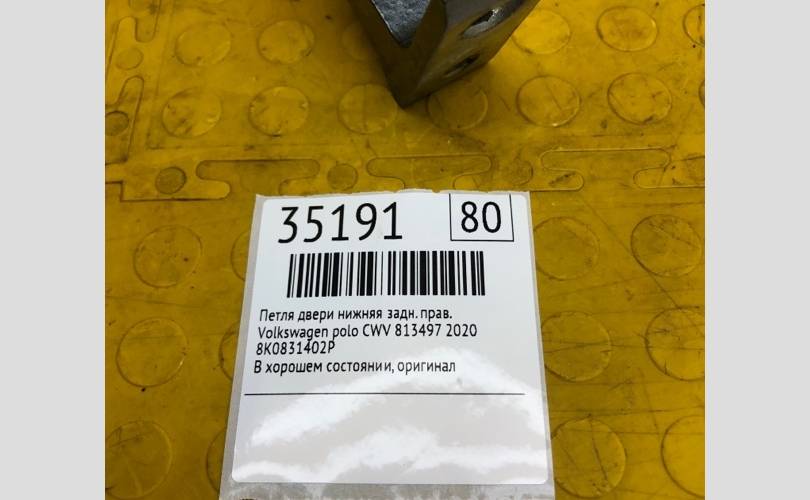 35191 80
Петля двери нижняя задн. прав.
Volkswagen polo CWV 813497 2020
8K0831402P
В хорошем состоянии, оригинал